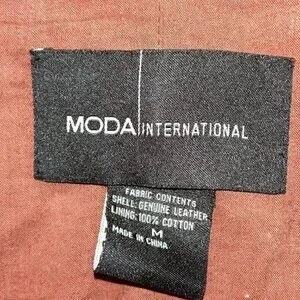 MODA INTERNATIONAL
FABRIC CONTENTS
SHELL: GENUINE LEATHER
LINING: 100% COTTON
M
MADE IN CHINA